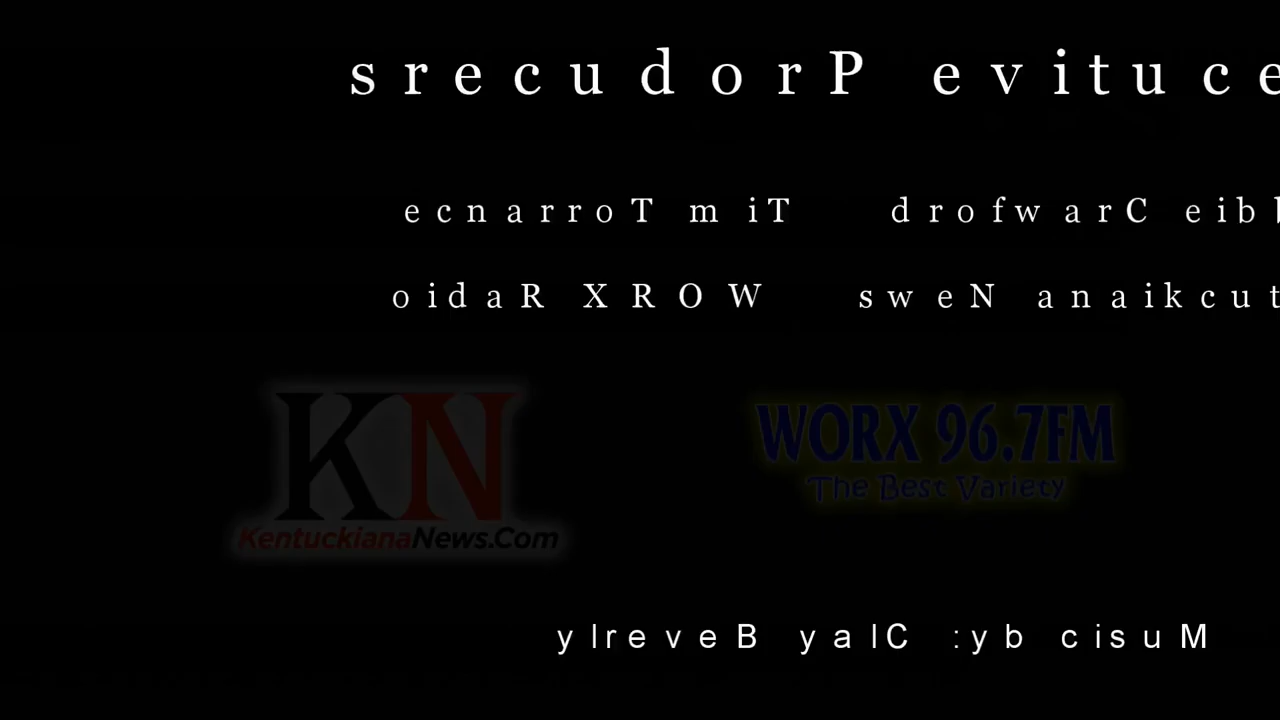 srecudorP evituce
ecnarroT miT drofwarC eibb
oidaR XROW sweN anaikcut
KN
KentuckianaNews.Com
WORX 96.7FM
The Best Variety
ylreveB yalC :yb cisuM